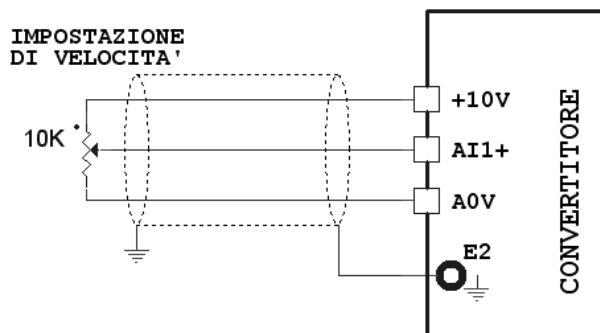 IMPOSTAZIONE
DI VELOCITA'
10K
+10V
AI1+
A0V
E2
CONVERTITORE